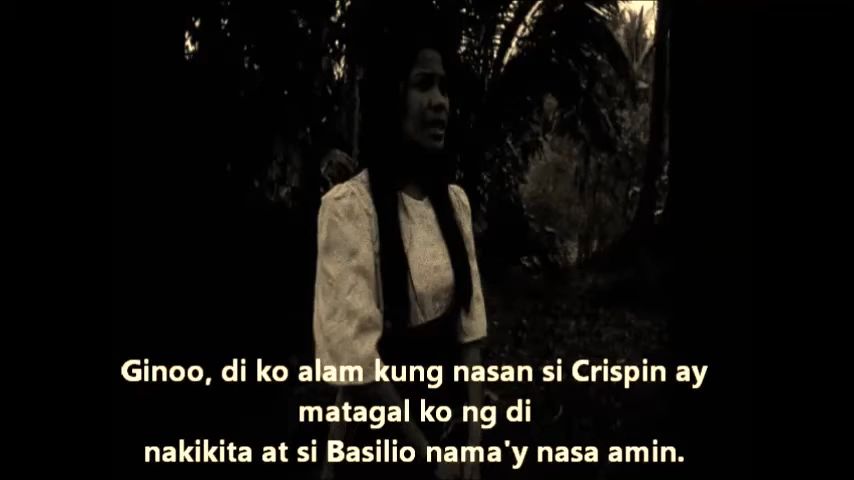 Ginoo, di ko alam kung nasan si Crispin ay
matagal ko ng di
nakikita at si Basilio nama'y nasa amin.